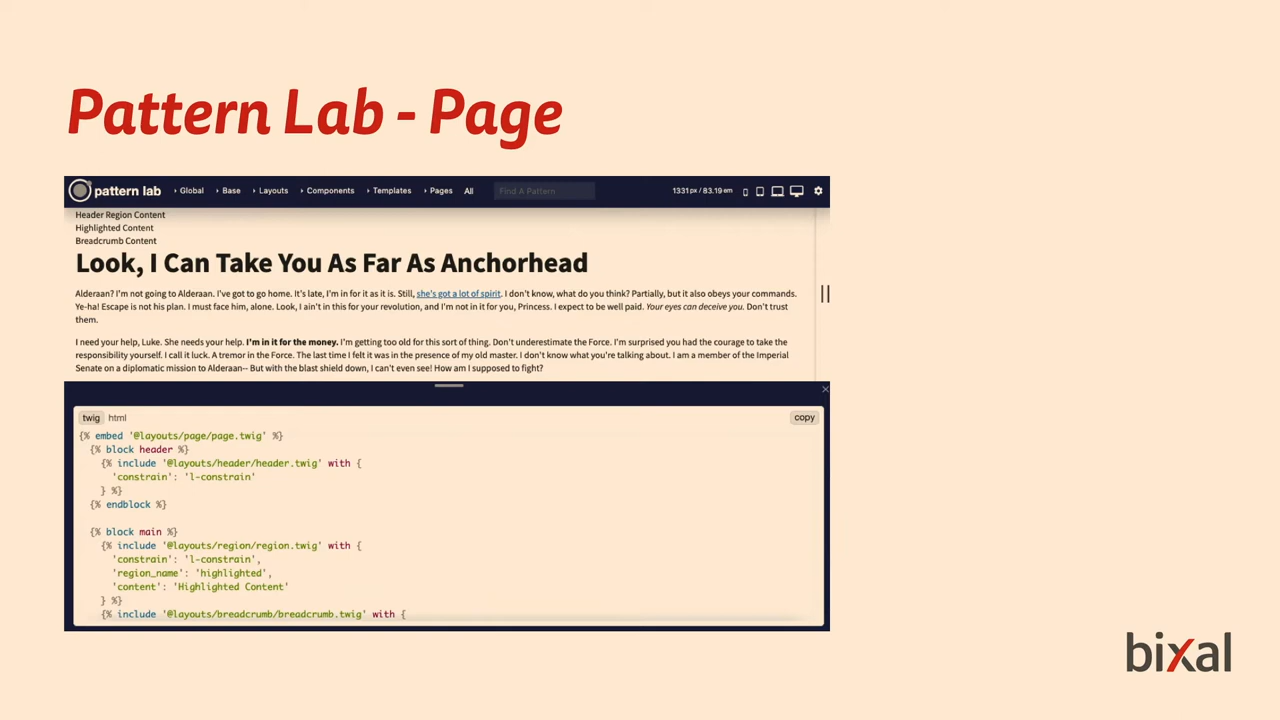 Pattern Lab - Page
pattern lab Global Base Layouts Components Templates Pages All Find A Pattern 1331 px / 83.19 em
Header Region Content
Highlighted Content
Breadcrumb Content
Look, I Can Take You As Far As Anchorhead
Alderaan? I'm not going to Alderaan. I've got to go home. It's late, I'm in for it as it is. Still, she's got a lot of spirit. I don't know, what do you think? Partially, but it also obeys your commands.
Ye-ha! Escape is not his plan. I must face him, alone. Look, I ain't in this for your revolution, and I'm not in it for you, Princess. I expect to be well paid. Your eyes can deceive you. Don't trust
them.
I need your help, Luke. She needs your help. I'm in it for the money. I'm getting too old for this sort of thing. Don't underestimate the Force. I'm surprised you had the courage to take the
responsibility yourself. I call it luck. A tremor in the Force. The last time I felt it was in the presence of my old master. I don't know what you're talking about. I am a member of the Imperial
Senate on a diplomatic mission to Alderaan-- But with the blast shield down, I can't even see! How am I supposed to fight?
twig html copy
{% embed '@layouts/page/page.twig' %}
{% block header %}
{% include '@layouts/header/header.twig' with {
'constrain': 'l-constrain'
} %}
{% endblock %}
{% block main %}
{% include '@layouts/region/region.twig' with {
'constrain': 'l-constrain',
'region_name': 'highlighted',
'content': 'Highlighted Content'
} %}
{% include '@layouts/breadcrumb/breadcrumb.twig' with {
bixal